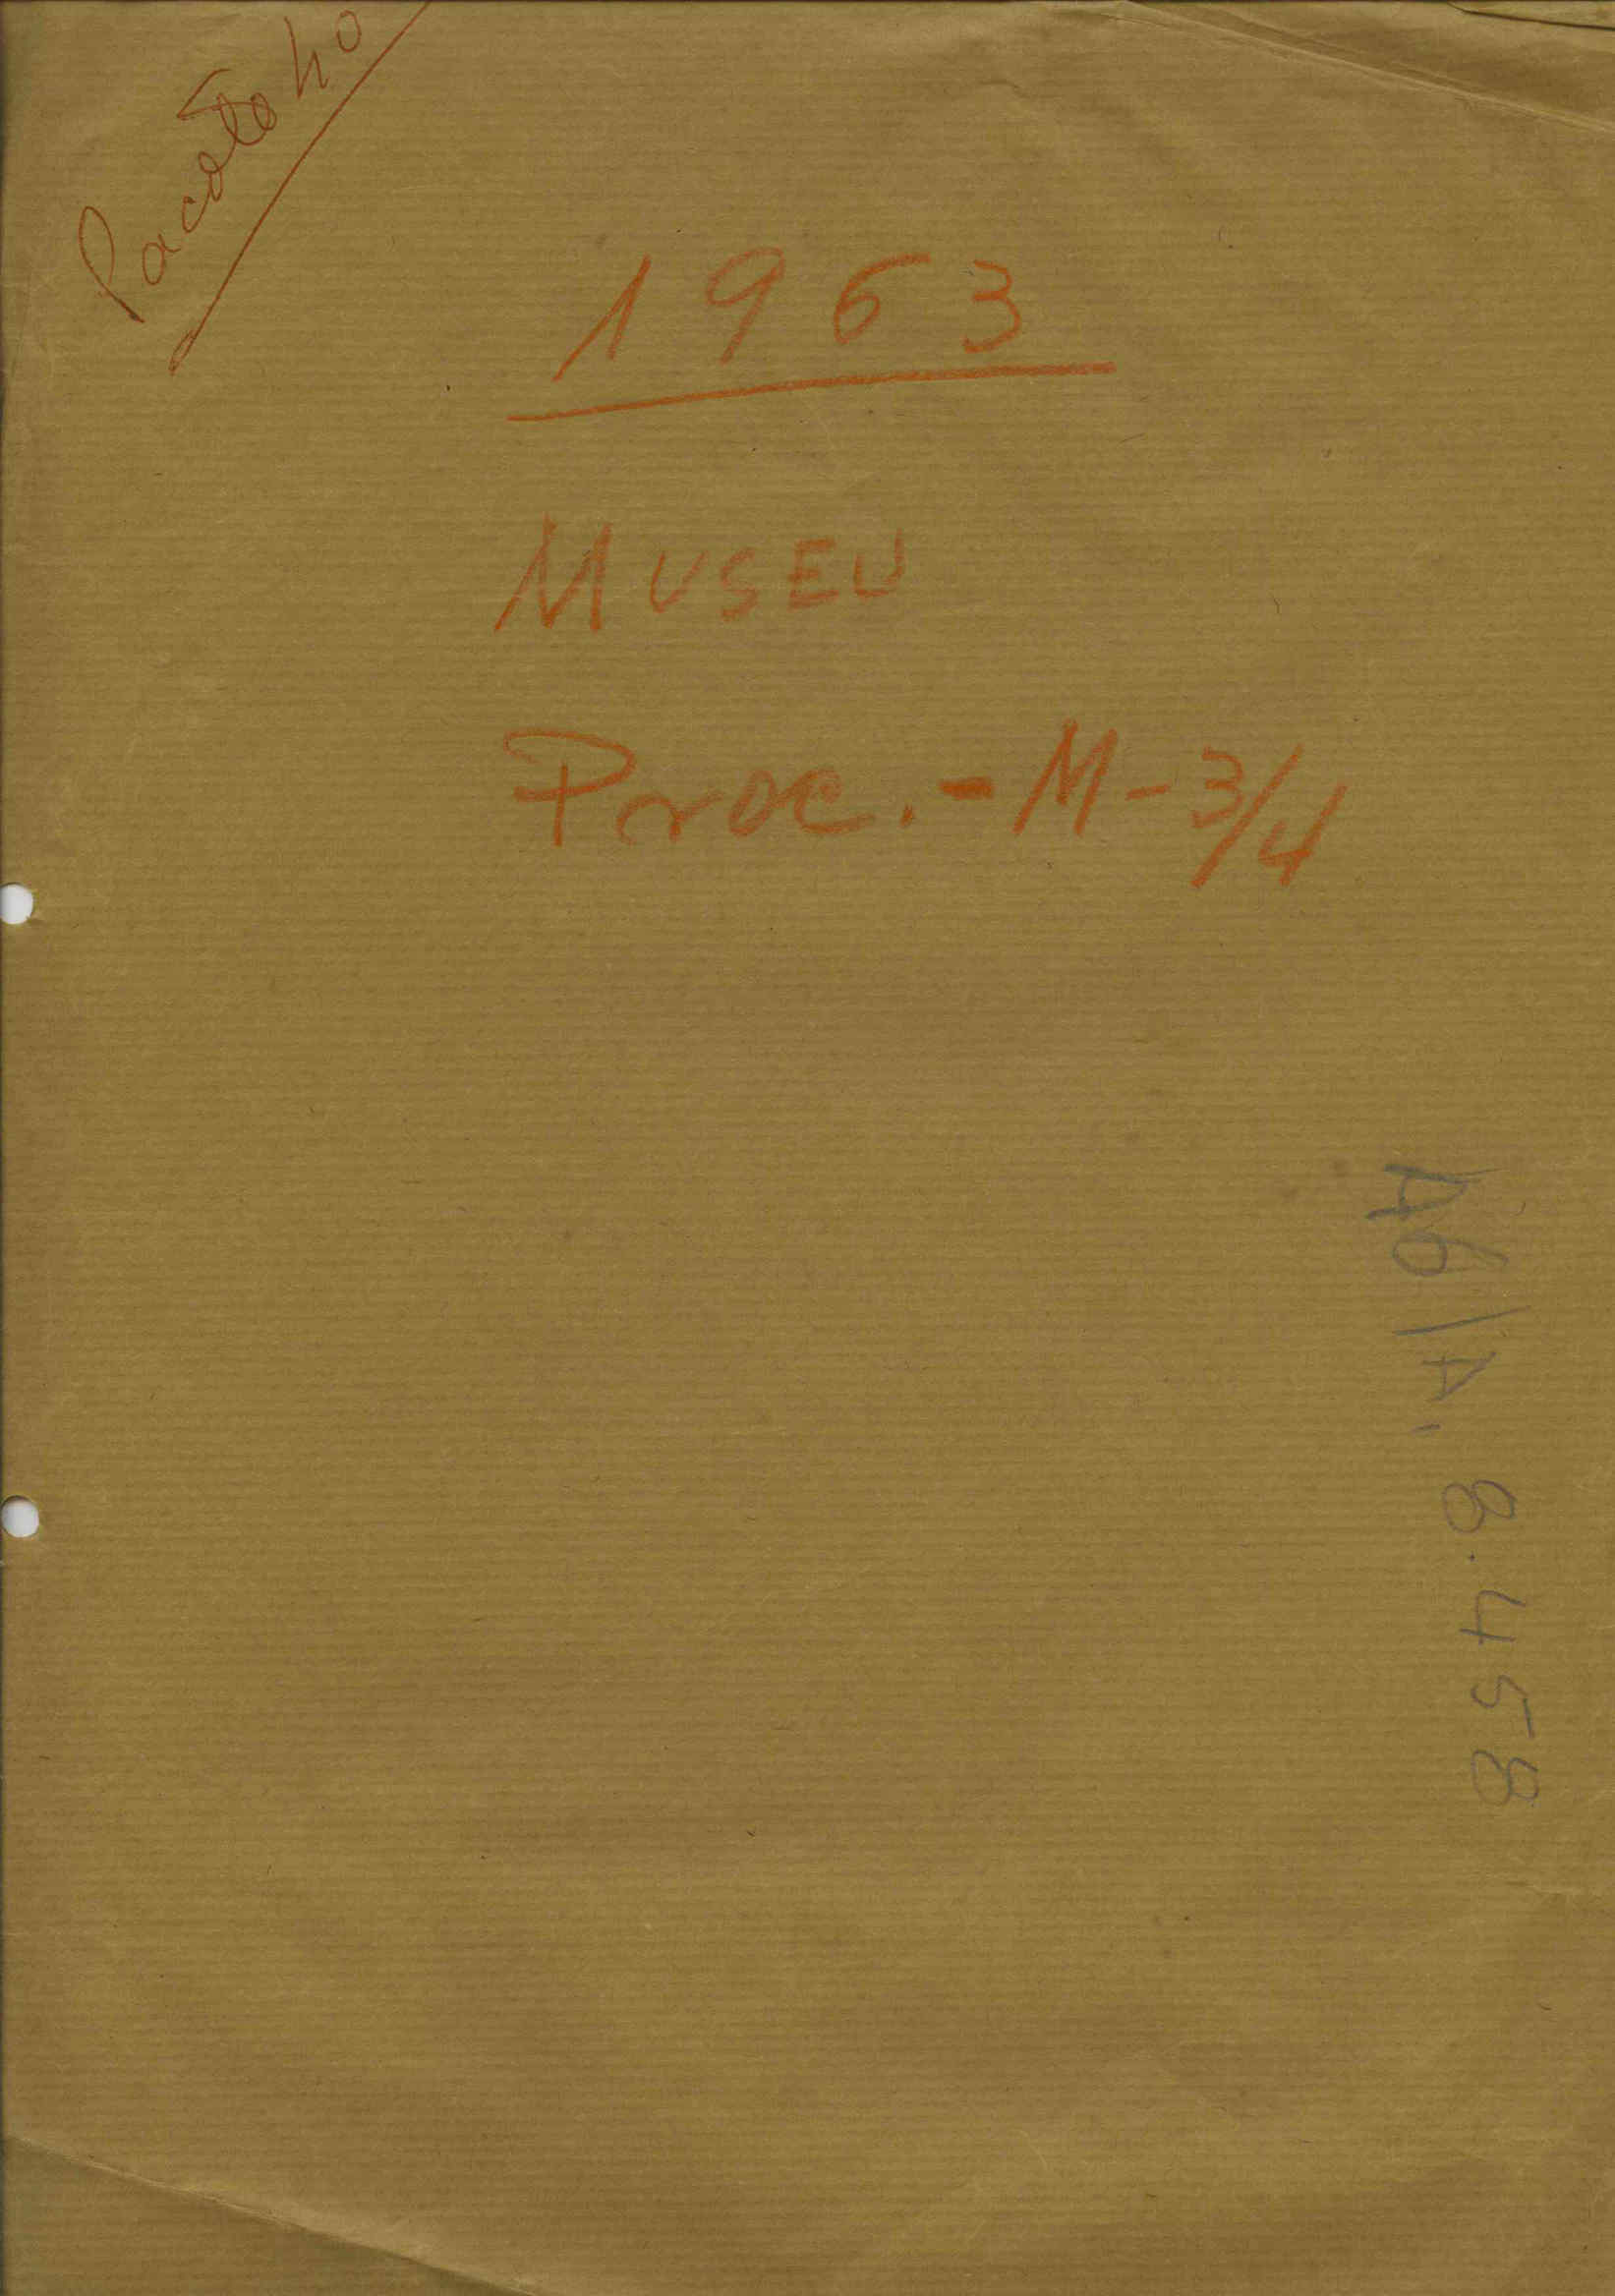 Pacote 40
1963
MUSEU
Proc. - M - 3/4
A6/A, 8.458